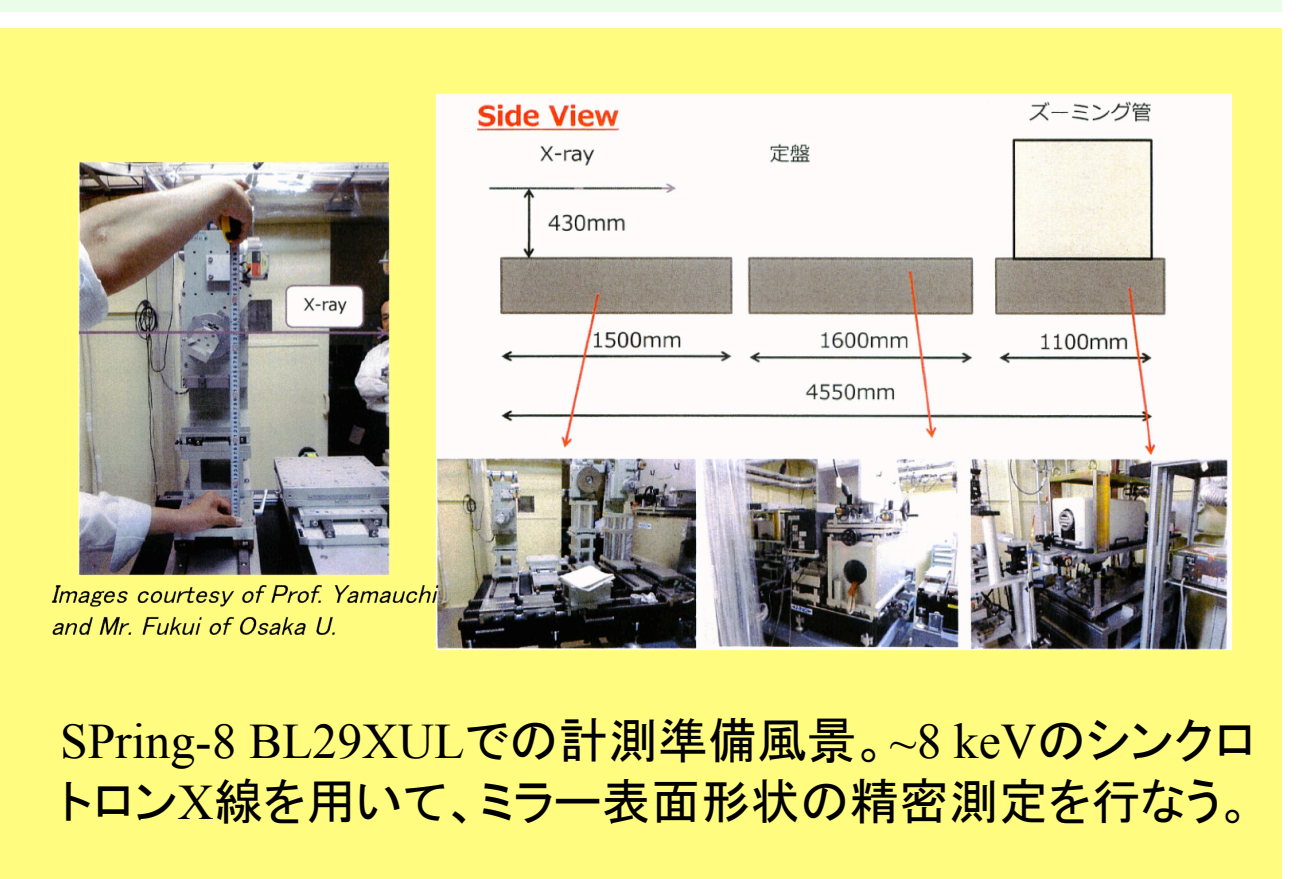 Side View
ズーミング管
X-ray
定盤
430mm
X-ray
1500mm
1600mm
1100mm
4550mm
Images courtesy of Prof. Yamauchi
and Mr. Fukui of Osaka U.
SPring-8 BL29XULでの計測準備風景。~8 keVのシンクロ
トロンX線を用いて、ミラー表面形状の精密測定を行なう。